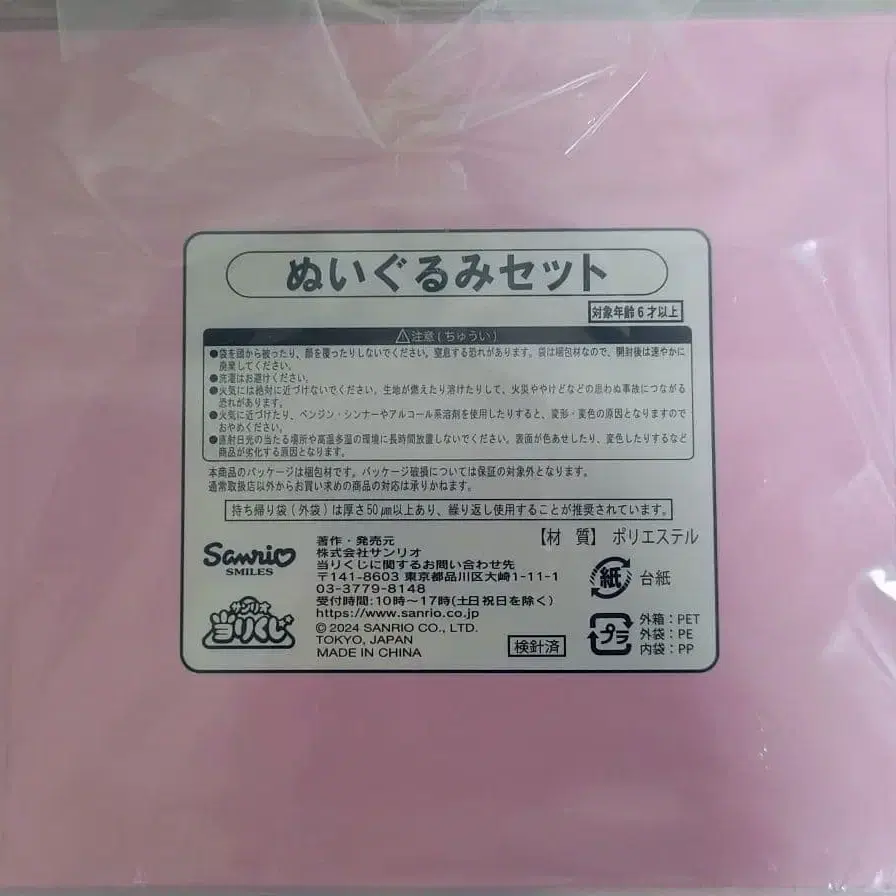 ぬいぐるみセット
対象年齢6才以上
⚠注意(ちゅうい)
●袋を頭から被ったり、顔を覆ったりしないでください。窒息する恐れがあります。袋は梱包材なので、開封後は速やかに
廃棄してください。
●洗濯はお避けください。
●火気には絶対に近づけないでください。生地が燃えたり溶けたりして、火災ややけどなどの思わぬ事故につながる
恐れがあります。
●火気に近づけたり、ベンジン・シンナーやアルコール系溶剤を使用したりすると、変形・変色の原因となりますので
おやめください。
●直射日光の当たる場所や高温多湿の環境に長時間放置しないでください。表面が色あせしたり、変色したりするなど
商品が劣化する原因となります。
本商品のパッケージは梱包材です。パッケージ破損については保証の対象外となります。
通常取扱店以外からお買い求めの商品の対応は承りかねます。
持ち帰り袋(外袋)は厚さ50μm以上あり、繰り返し使用することが推奨されています。
【材 質】 ポリエステル
Sanrio
SMILES
サンリオ
当りくじ
著作・発売元
株式会社サンリオ
当りくじに関するお問い合わせ先
〒141-8603 東京都品川区大崎1-11-1
03-3779-8148
受付時間:10時～17時(土日祝日を除く)
https://www.sanrio.co.jp
© 2024 SANRIO CO., LTD.
TOKYO, JAPAN
MADE IN CHINA
検針済
紙 台紙
プラ
外箱:PET
外袋:PE
内袋:PP